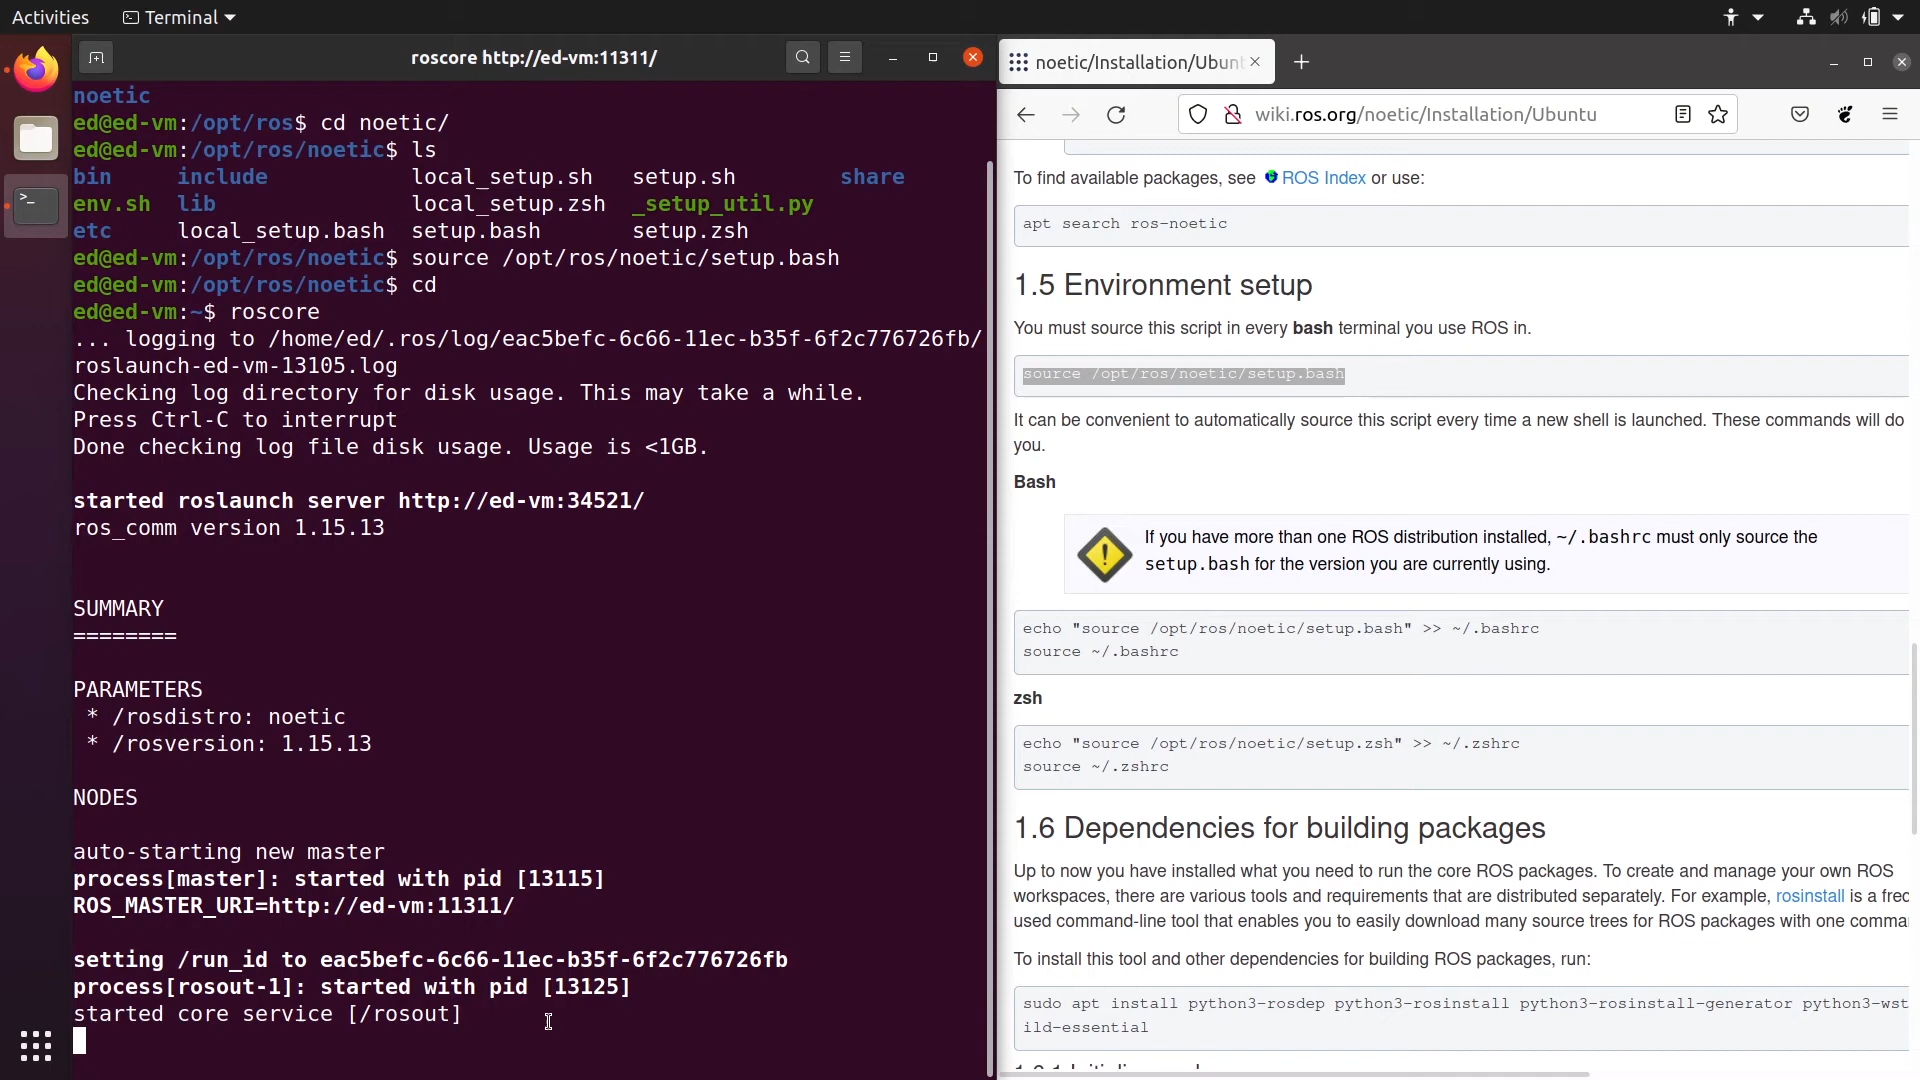 Activities
Terminal
roscore http://ed-vm:11311/
noetic
ed@ed-vm:/opt/ros$ cd noetic/
ed@ed-vm:/opt/ros/noetic$ ls
bin include local_setup.sh setup.sh share
env.sh lib local_setup.zsh _setup_util.py
etc local_setup.bash setup.bash setup.zsh
ed@ed-vm:/opt/ros/noetic$ source /opt/ros/noetic/setup.bash
ed@ed-vm:/opt/ros/noetic$ cd
ed@ed-vm:~$ roscore
... logging to /home/ed/.ros/log/eac5befc-6c66-11ec-b35f-6f2c776726fb/
roslaunch-ed-vm-13105.log
Checking log directory for disk usage. This may take a while.
Press Ctrl-C to interrupt
Done checking log file disk usage. Usage is <1GB.
started roslaunch server http://ed-vm:34521/
ros_comm version 1.15.13
SUMMARY
========
PARAMETERS
* /rosdistro: noetic
* /rosversion: 1.15.13
NODES
auto-starting new master
process[master]: started with pid [13115]
ROS_MASTER_URI=http://ed-vm:11311/
setting /run_id to eac5befc-6c66-11ec-b35f-6f2c776726fb
process[rosout-1]: started with pid [13125]
started core service [/rosout]
noetic/Installation/Ubunt
wiki.ros.org/noetic/Installation/Ubuntu
To find available packages, see ROS Index or use:
apt search ros-noetic
1.5 Environment setup
You must source this script in every bash terminal you use ROS in.
source /opt/ros/noetic/setup.bash
It can be convenient to automatically source this script every time a new shell is launched. These commands will do
you.
Bash
If you have more than one ROS distribution installed, ~/.bashrc must only source the
setup.bash for the version you are currently using.
echo "source /opt/ros/noetic/setup.bash" >> ~/.bashrc
source ~/.bashrc
zsh
echo "source /opt/ros/noetic/setup.zsh" >> ~/.zshrc
source ~/.zshrc
1.6 Dependencies for building packages
Up to now you have installed what you need to run the core ROS packages. To create and manage your own ROS
workspaces, there are various tools and requirements that are distributed separately. For example, rosinstall is a freq
used command-line tool that enables you to easily download many source trees for ROS packages with one comma
To install this tool and other dependencies for building ROS packages, run:
sudo apt install python3-rosdep python3-rosinstall python3-rosinstall-generator python3-wst
ild-essential